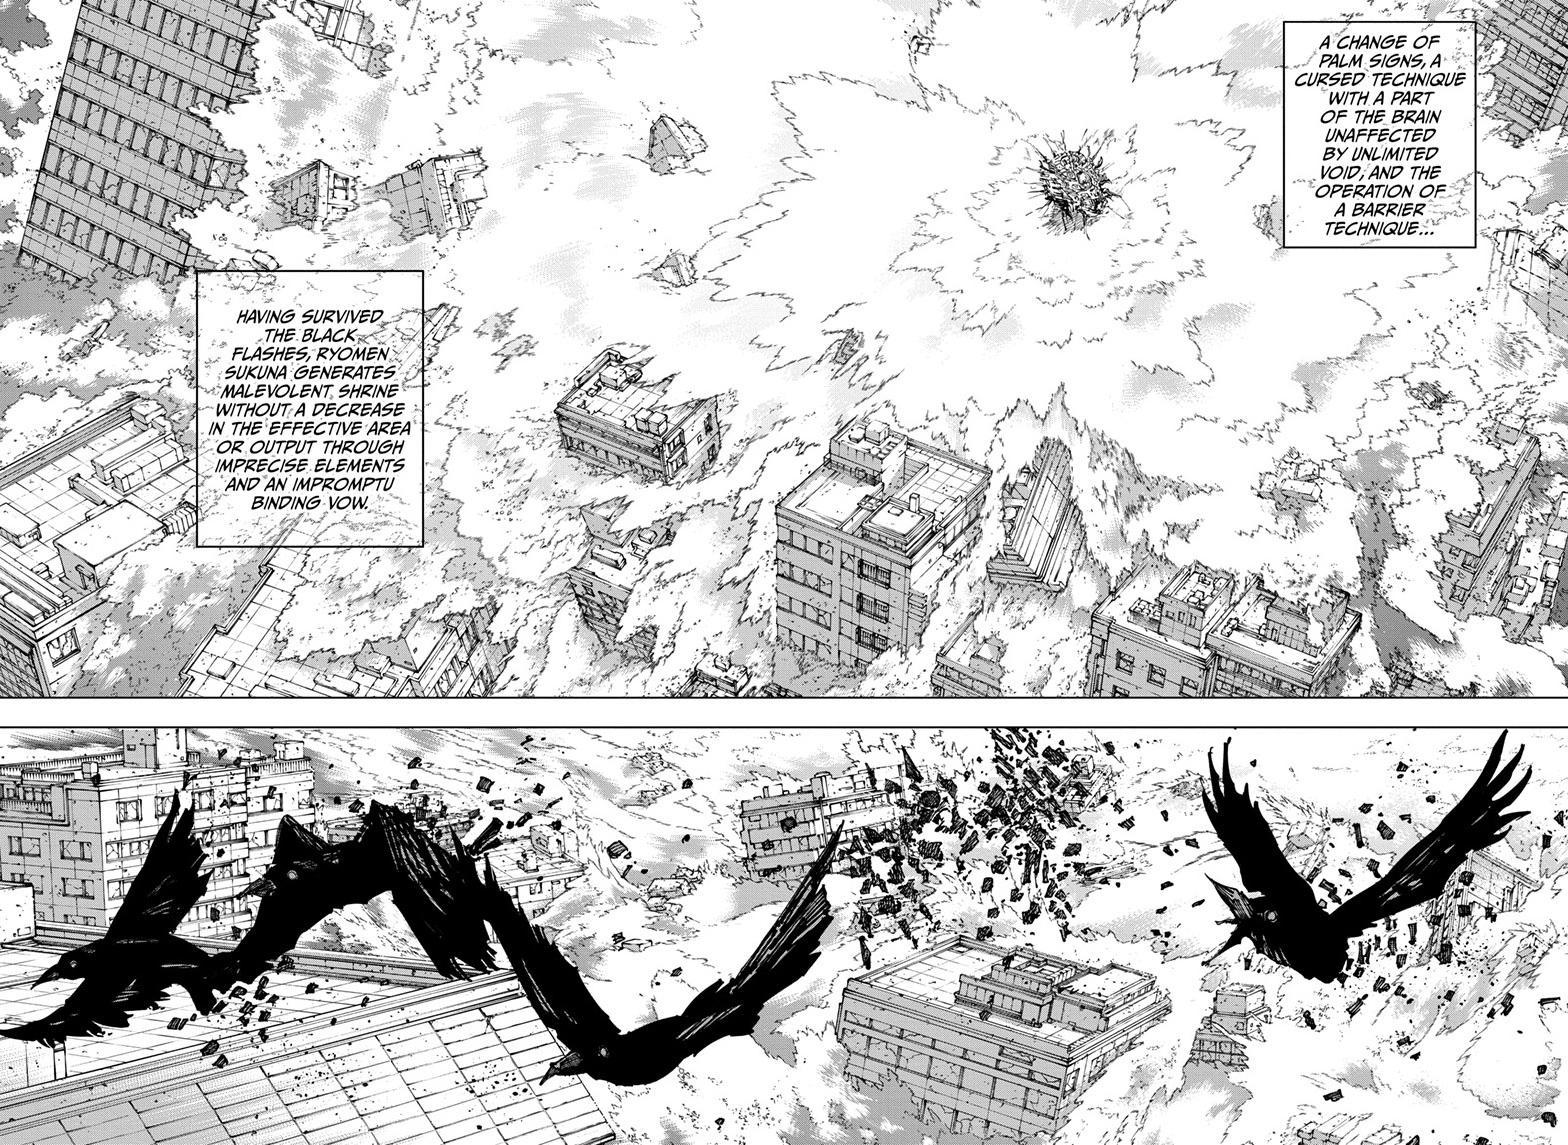 A CHANGE OF
PALM SIGNS, A
CURSED TECHNIQUE
WITH A PART
OF THE BRAIN
UNAFFECTED
BY UNLIMITED
VOID, AND THE
OPERATION OF
A BARRIER
TECHNIQUE...
HAVING SURVIVED
THE BLACK
FLASHES, RYOMEN
SUKUNA GENERATES
MALEVOLENT SHRINE
WITHOUT A DECREASE
IN THE EFFECTIVE AREA
OR OUTPUT THROUGH
IMPRECISE ELEMENTS
AND AN IMPROMPTU
BINDING VOW.